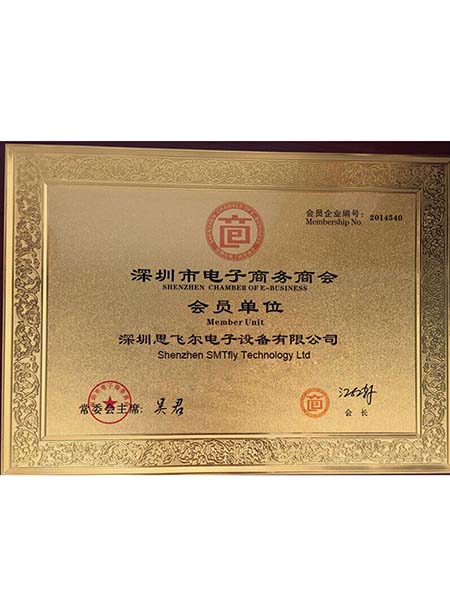 会员企业编号:
Membership No. 2014540
深圳市电子商务商会
SHENZHEN CHAMBER OF E-BUSINESS
会员单位
Member Unit
深圳思飞尔电子设备有限公司
Shenzhen SMTfly Technology Ltd
常委会主席: 吴君
会长